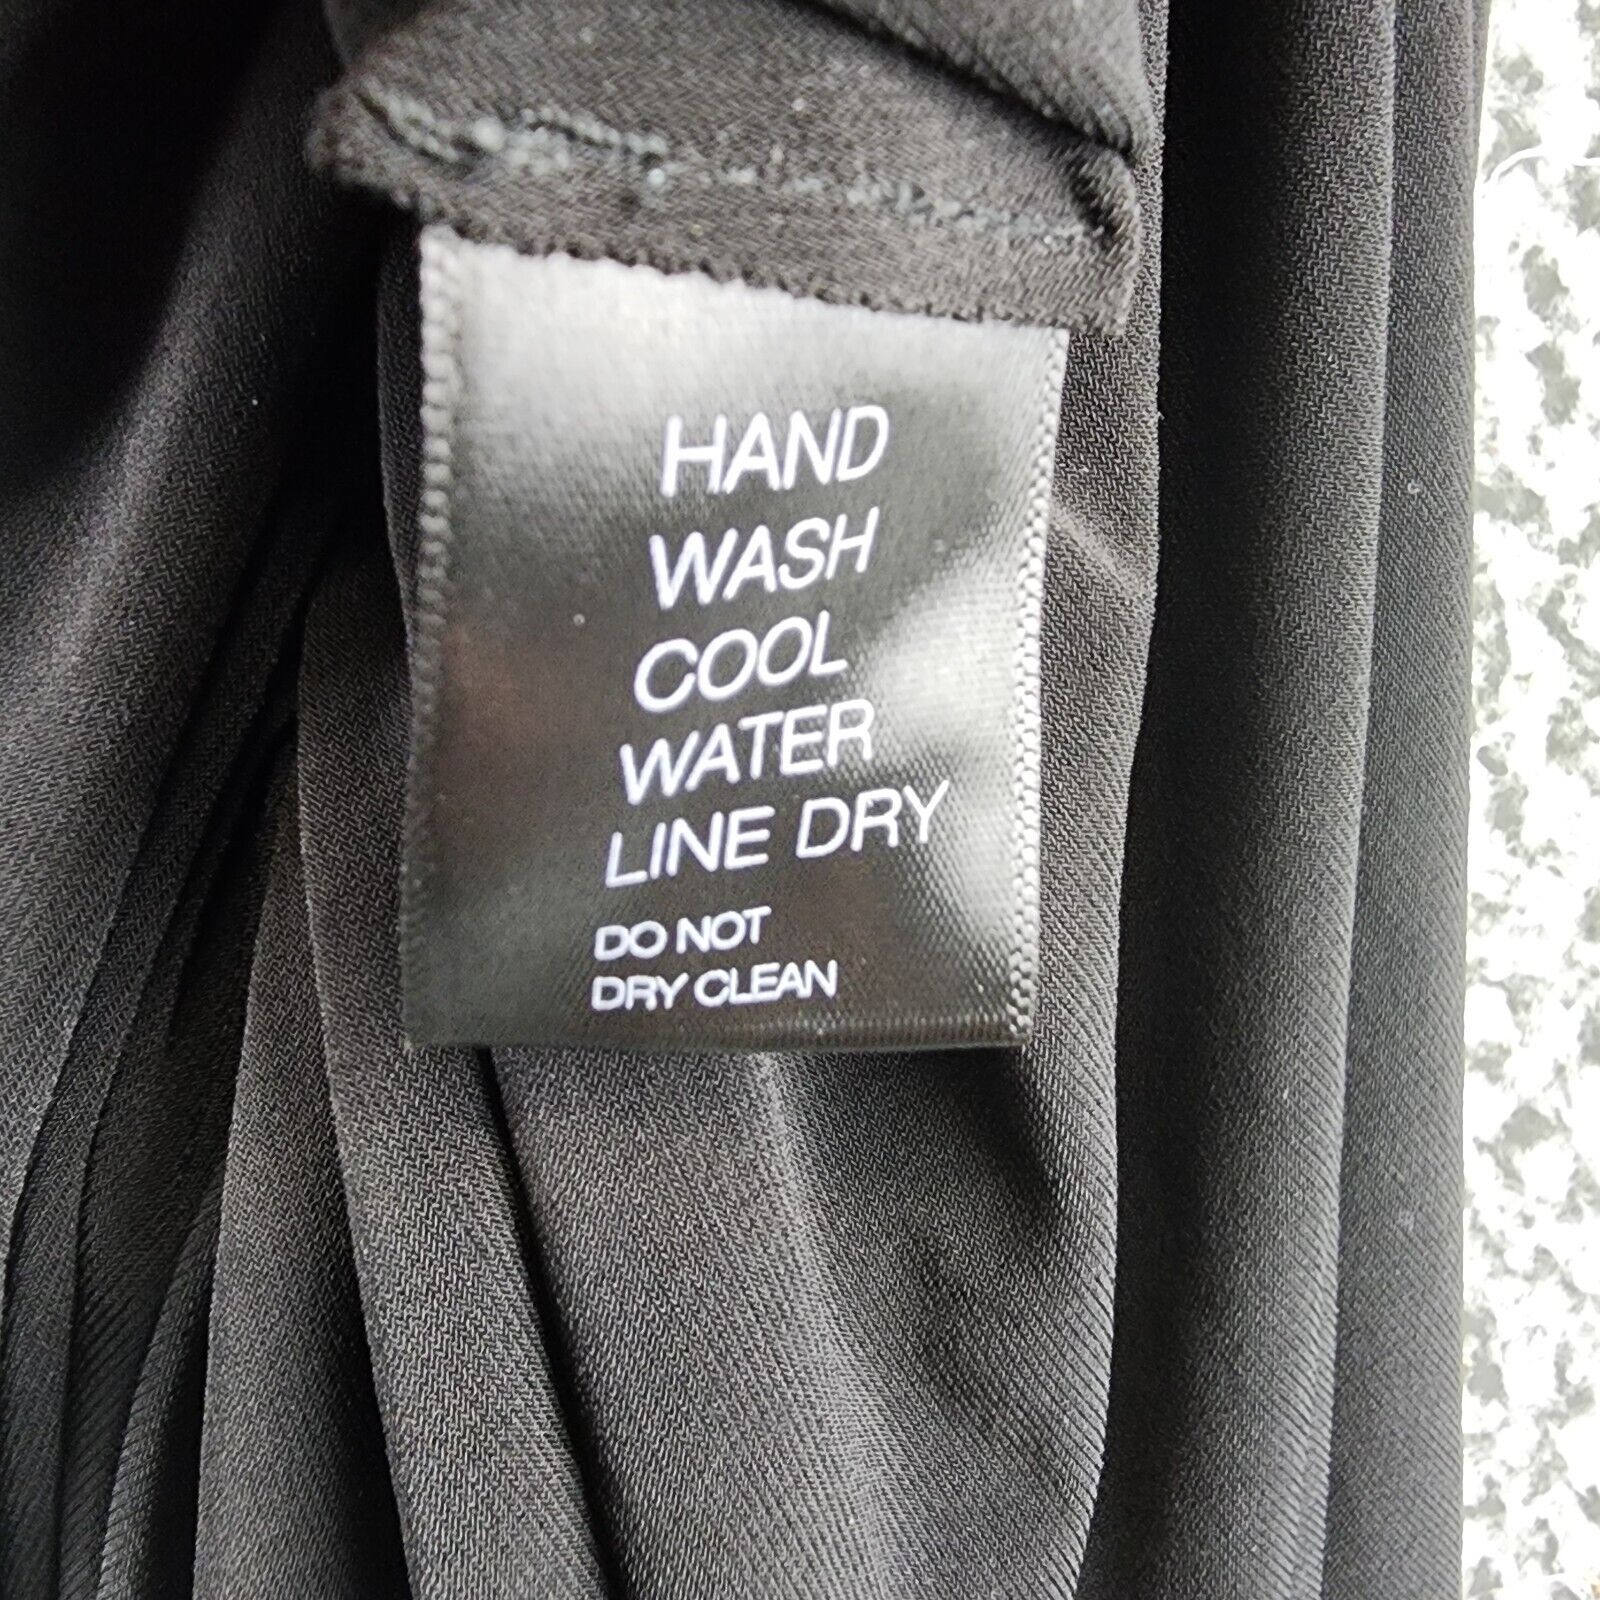 HAND
WASH
COOL
WATER
LINE DRY
DO NOT
DRY CLEAN